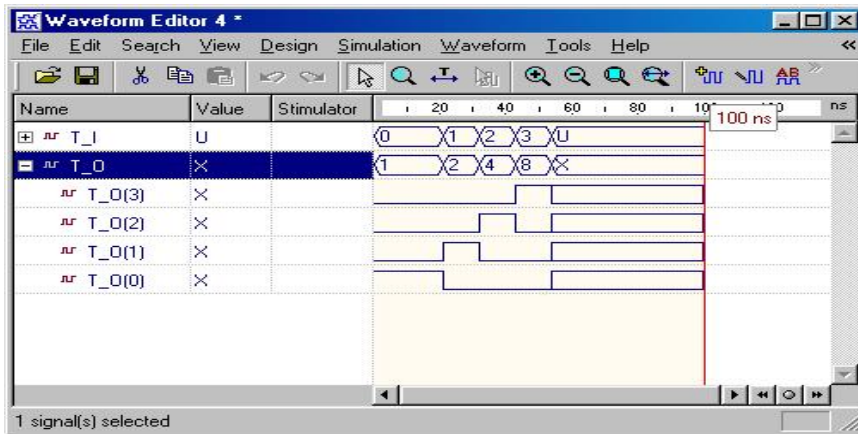 Waveform Editor 4 *
File Edit Search View Design Simulation Waveform Tools Help
Name Value Stimulator 20 40 60 80 ns
100 ns
T_I U 0 1 2 3 U
T_O X 1 2 4 8 X
T_O(3) X
T_O(2) X
T_O(1) X
T_O(0) X
1 signal(s) selected